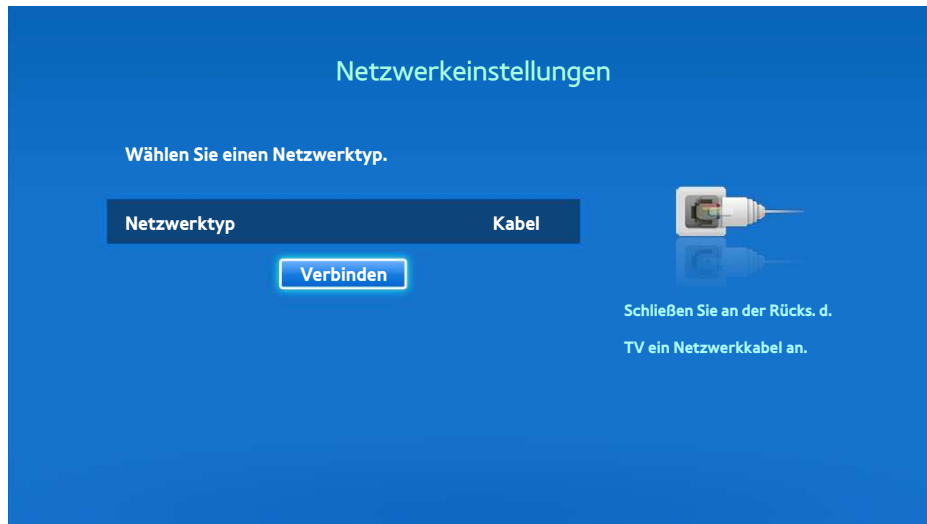 Netzwerkeinstellungen
Wählen Sie einen Netzwerktyp.
Netzwerktyp Kabel
Verbinden
Schließen Sie an der Rücks. d.
TV ein Netzwerkkabel an.